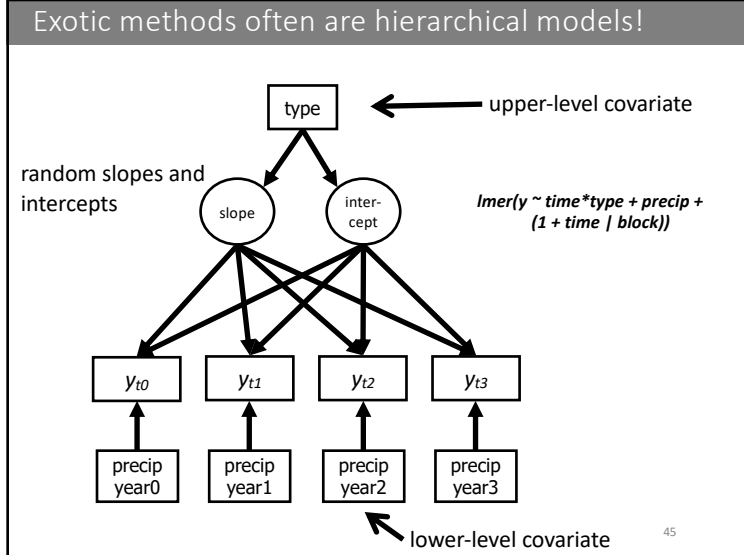 Exotic methods often are hierarchical models!
type
upper-level covariate
random slopes and
intercepts
slope
inter-
cept
lmer(y ~ time*type + precip +
(1 + time | block))
yt0
yt1
yt2
yt3
precip
year0
precip
year1
precip
year2
precip
year3
lower-level covariate
45